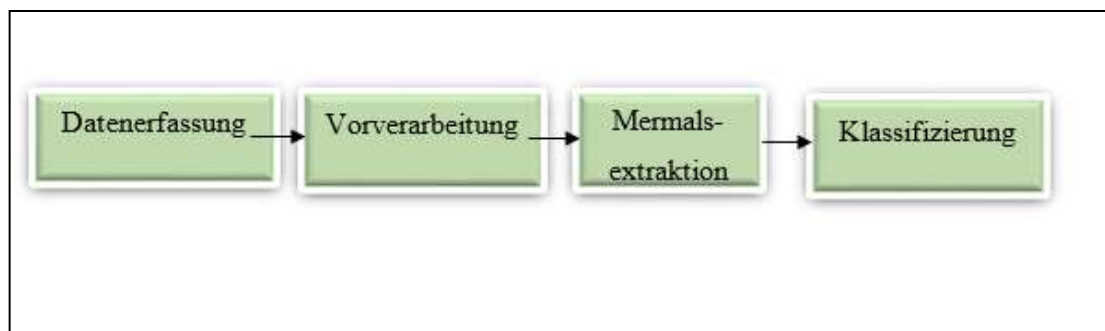 Datenerfassung
Vorverarbeitung
Mermals-
extraktion
Klassifizierung